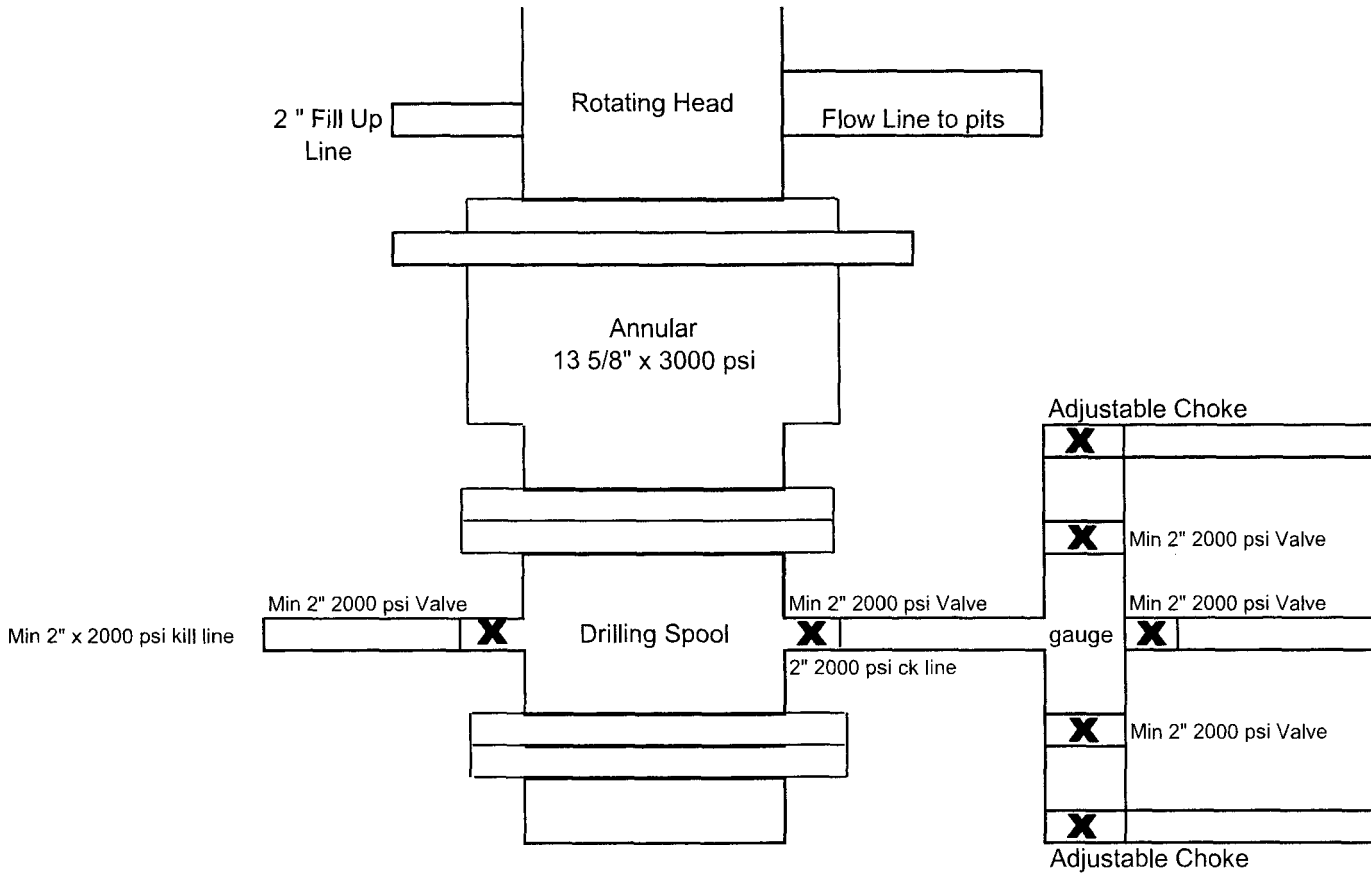 Rotating Head
2 " Fill Up
Line
Flow Line to pits
Annular
13 5/8" x 3000 psi
Adjustable Choke
X
X
Min 2" 2000 psi Valve
Min 2" 2000 psi Valve
Min 2" 2000 psi Valve
Min 2" 2000 psi Valve
Min 2" x 2000 psi kill line
X
Drilling Spool
X
gauge
X
2" 2000 psi ck line
X
Min 2" 2000 psi Valve
X
Adjustable Choke